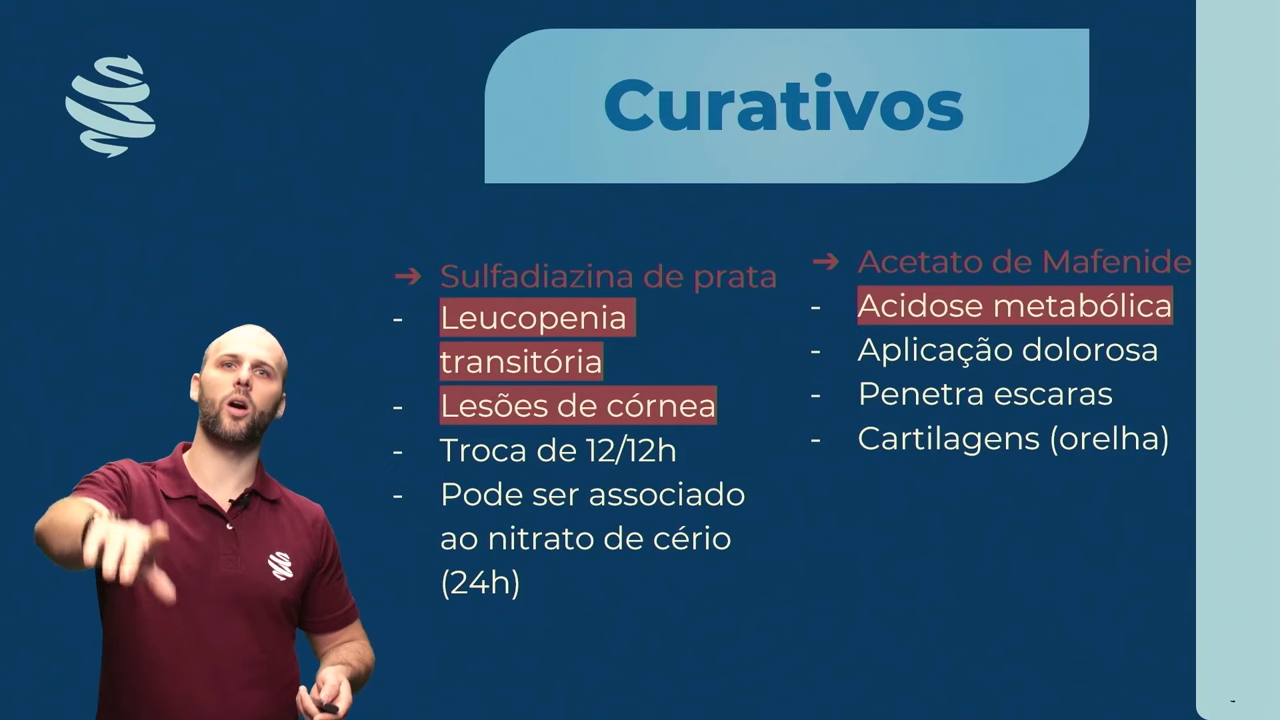 Curativos
➔ Sulfadiazina de prata
- Leucopenia
transitória
- Lesões de córnea
- Troca de 12/12h
- Pode ser associado
ao nitrato de cério
(24h)
➔ Acetato de Mafenide
- Acidose metabólica
- Aplicação dolorosa
- Penetra escaras
- Cartilagens (orelha)